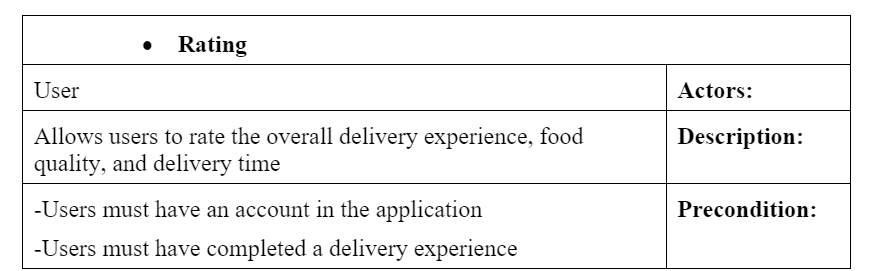 • Rating
User
Actors:
Allows users to rate the overall delivery experience, food
quality, and delivery time
Description:
-Users must have an account in the application
-Users must have completed a delivery experience
Precondition: